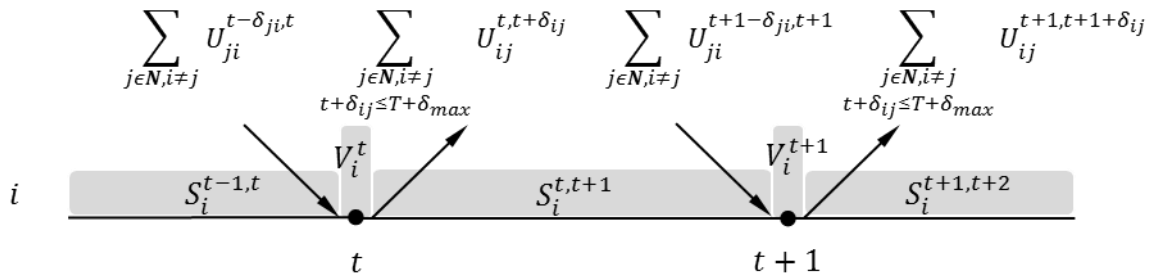 ∑_{j∈N,i≠j} U_{ji}^{t−δ_{ji},t} ∑_{j∈N,i≠j, t+δ_{ij}≤T+δ_{max}} U_{ij}^{t,t+δ_{ij}} ∑_{j∈N,i≠j} U_{ji}^{t+1−δ_{ji},t+1} ∑_{j∈N,i≠j, t+δ_{ij}≤T+δ_{max}} U_{ij}^{t+1,t+1+δ_{ij}}
V_i^t V_i^{t+1}
i S_i^{t−1,t} S_i^{t,t+1} S_i^{t+1,t+2}
t t + 1